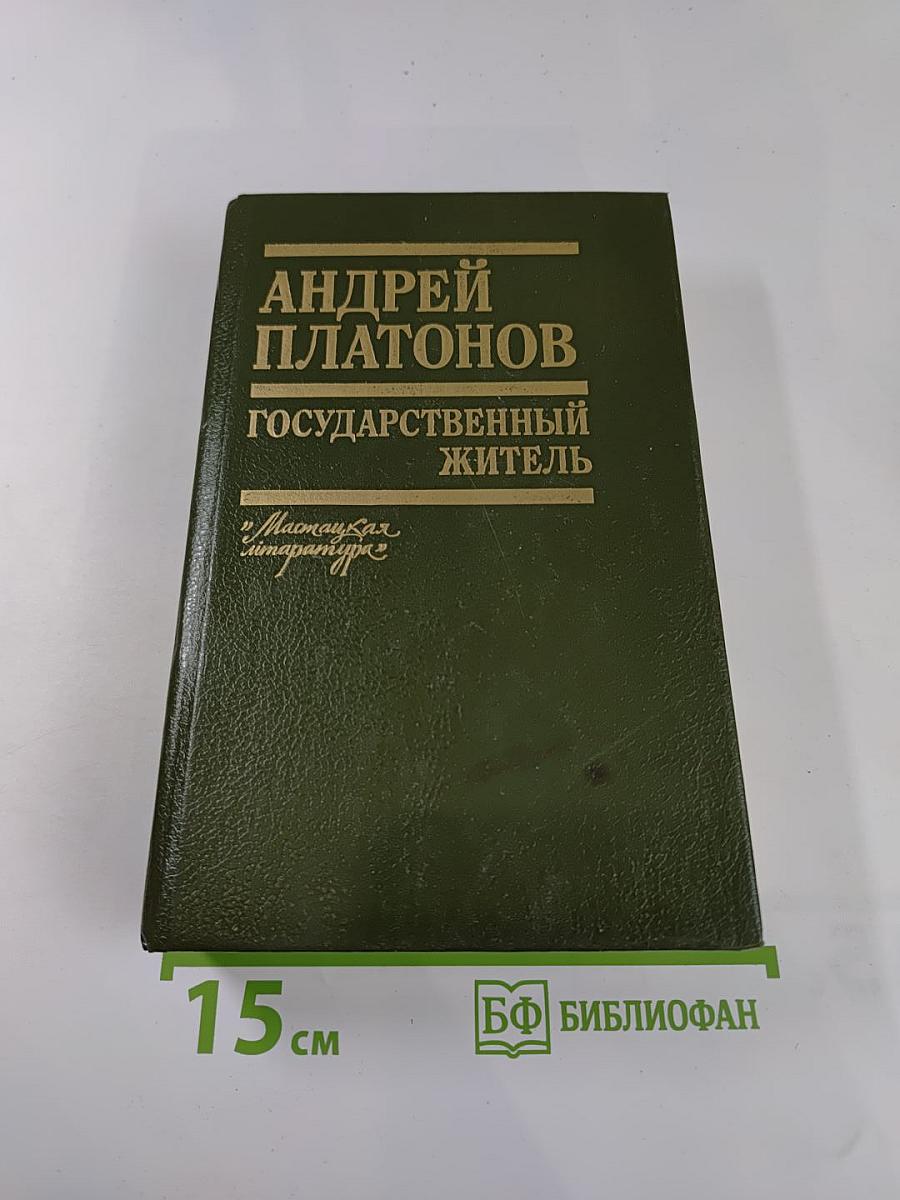 АНДРЕЙ
ПЛАТОНОВ
ГОСУДАРСТВЕННЫЙ
ЖИТЕЛЬ
„Мастацкая
літаратура”
15 см
БФ БИБЛИОФАН